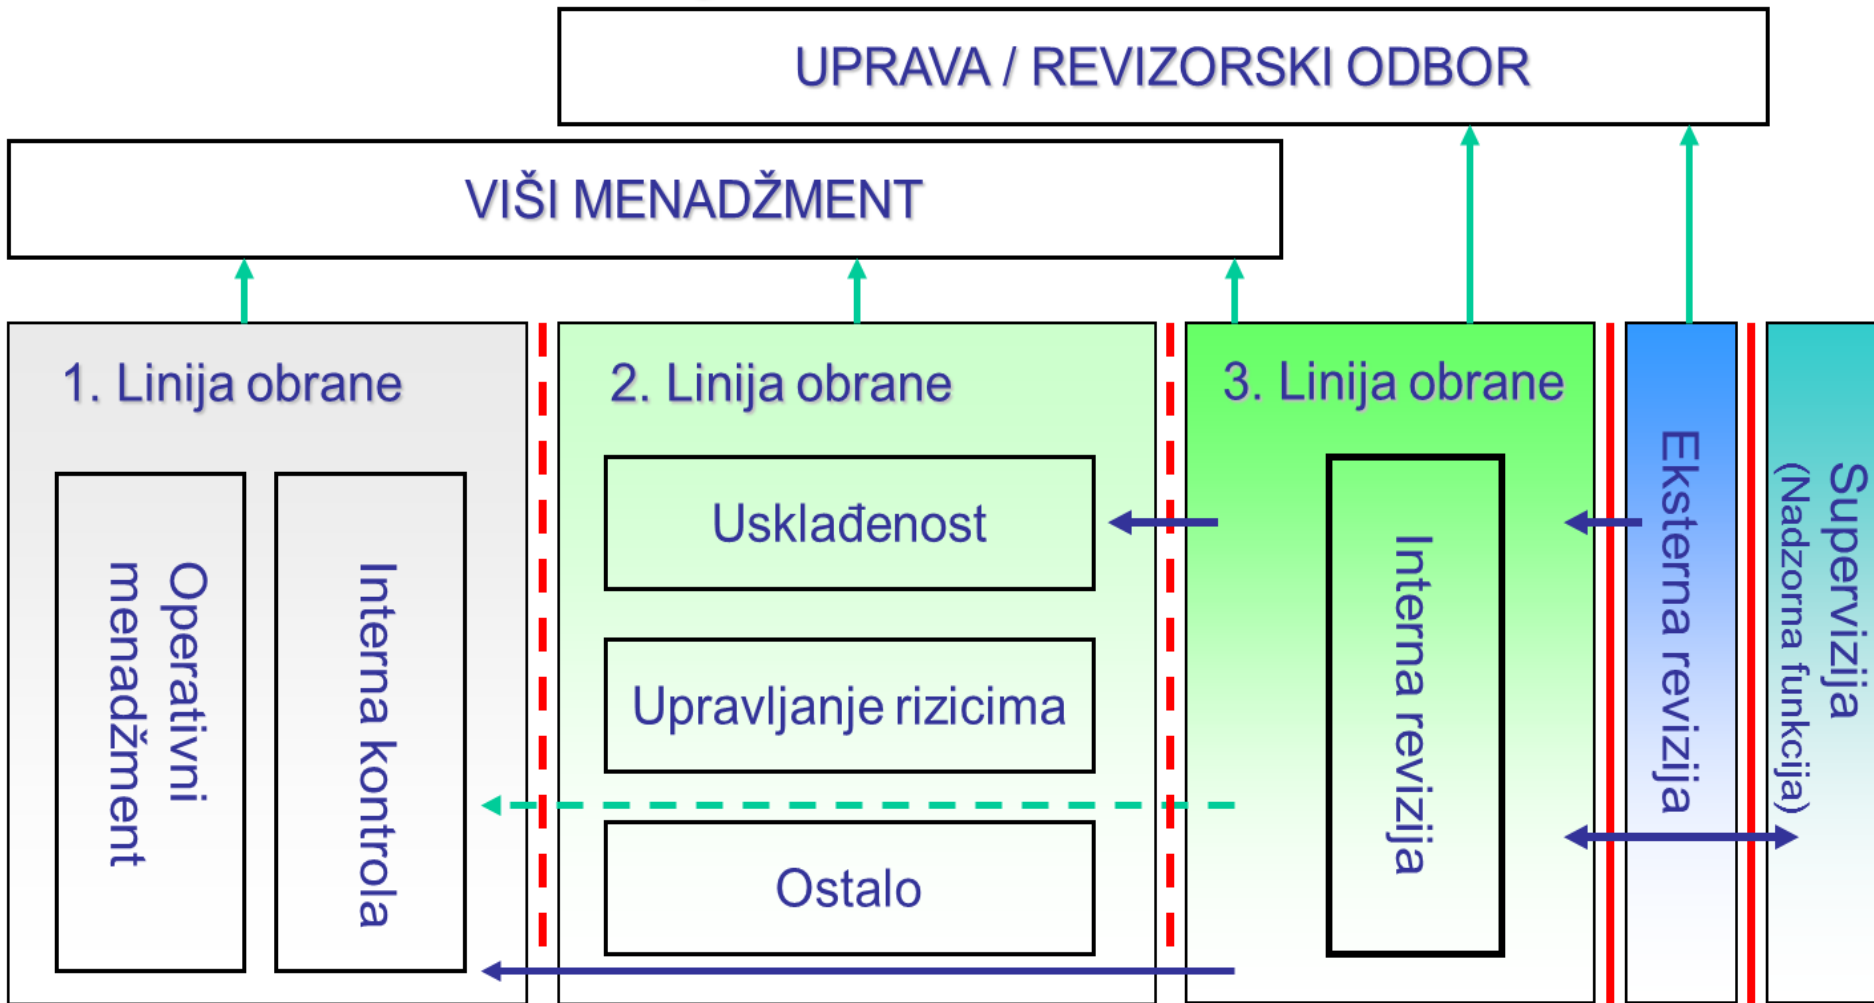 UPRAVA / REVIZORSKI ODBOR
VIŠI MENADŽMENT
1. Linija obrane
Operativni
menadžment
Interna kontrola
2. Linija obrane
Usklađenost
Upravljanje rizicima
Ostalo
3. Linija obrane
Interna revizija
Eksterna revizija
Supervizija
(Nadzorna funkcija)